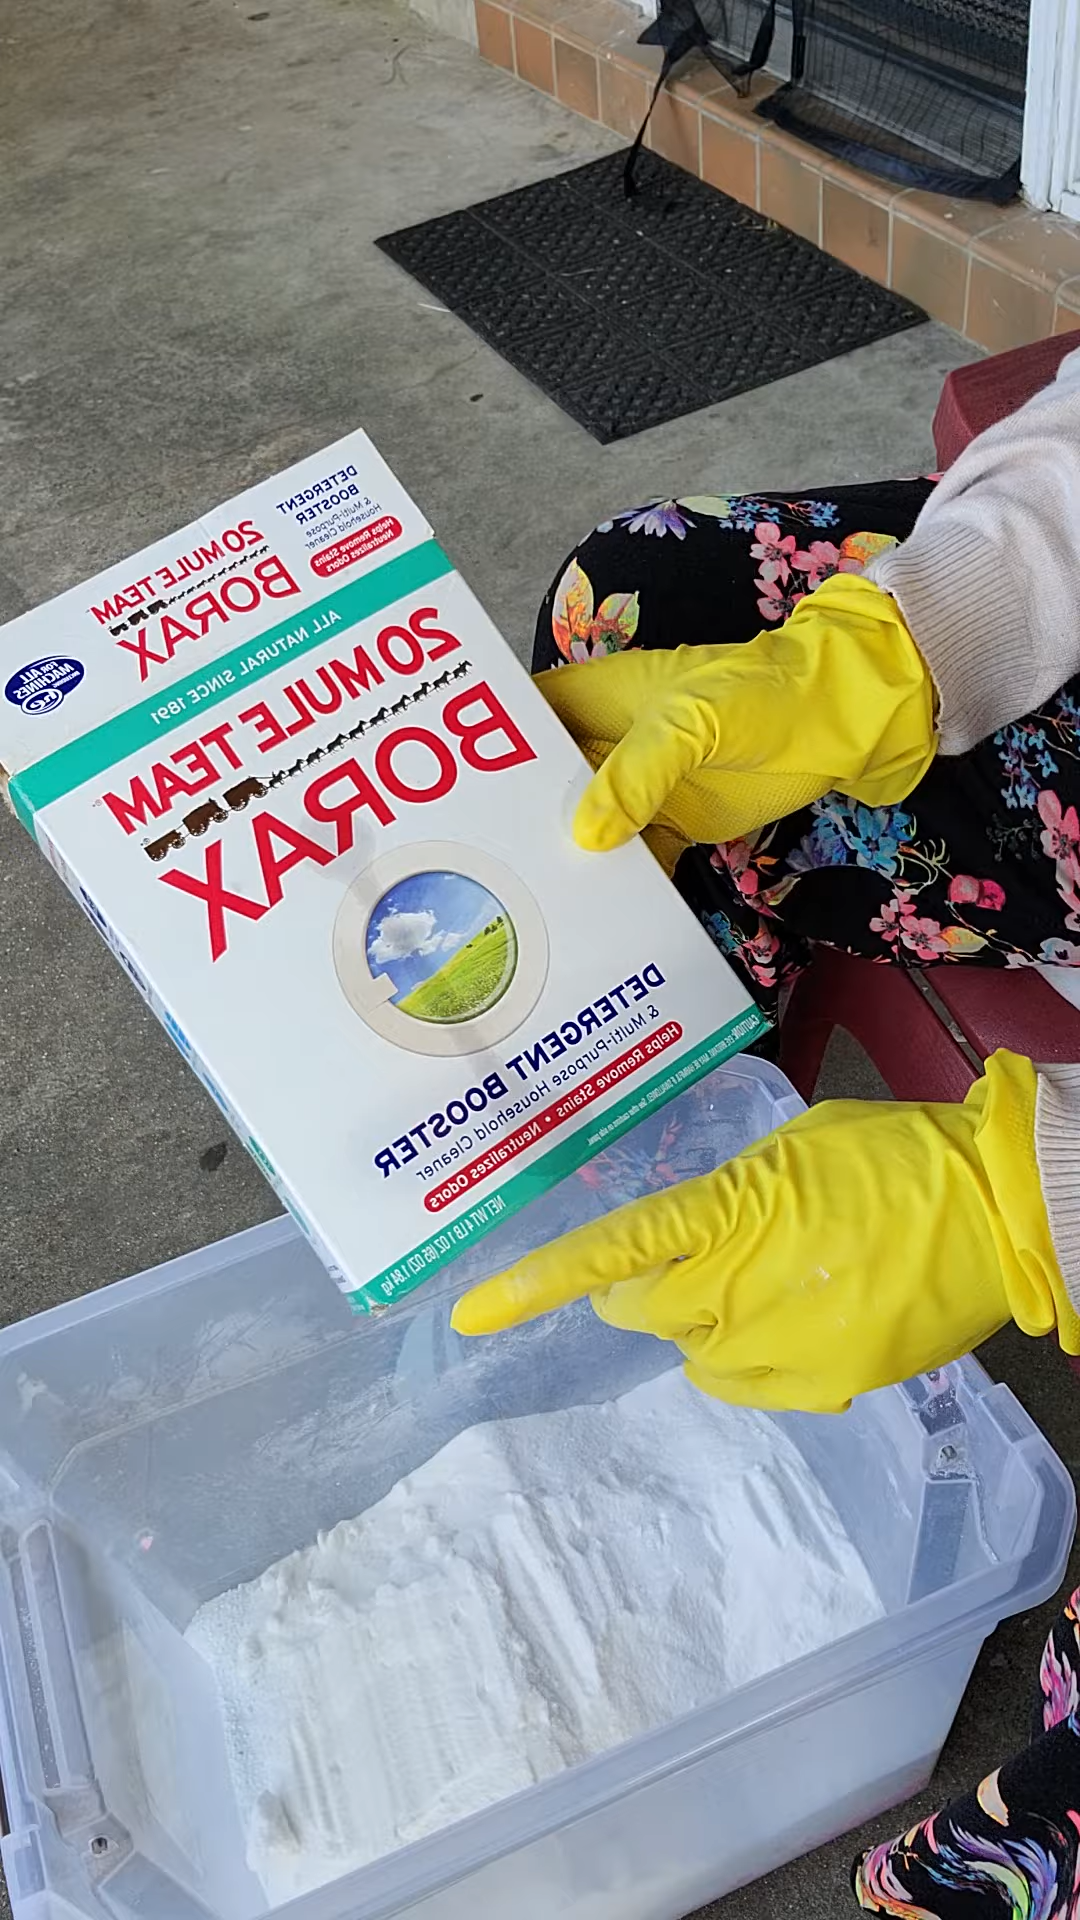 DETERGENT
BOOSTER
& Multi-Purpose
Household Cleaner
Helps Remove Stains
Neutralizes Odors
20 MULE TEAM
BORAX
FOR ALL
MACHINES
INCLUDING
HE
ALL NATURAL SINCE 1891
20 MULE TEAM®
BORAX
DETERGENT BOOSTER
& Multi-Purpose Household Cleaner
Helps Remove Stains • Neutralizes Odors
NET WT 4 LB 1 OZ (65 OZ) 1.84 kg